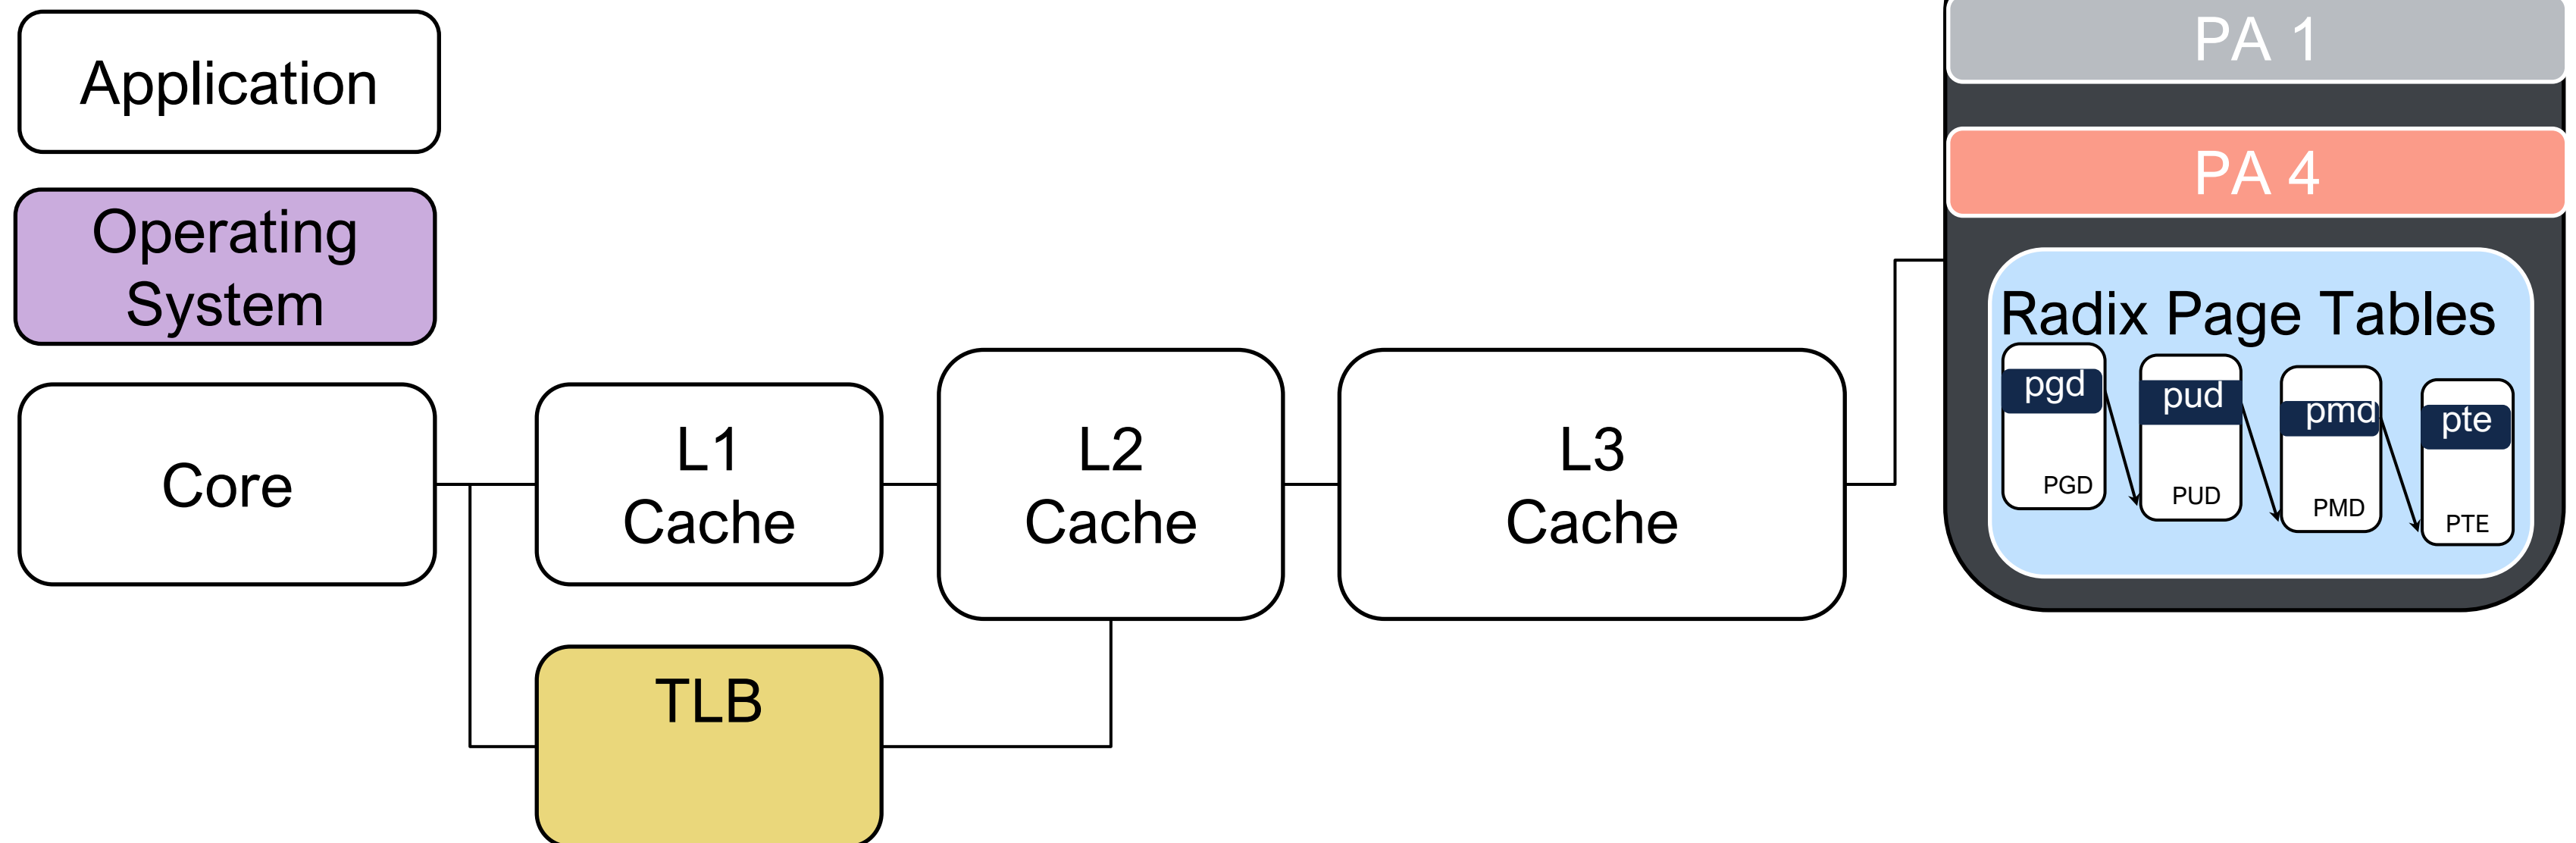 Application
Operating
System
Core
L1
Cache
L2
Cache
L3
Cache
TLB
PA 1
PA 4
Radix Page Tables
pgd
PGD
pud
PUD
pmd
PMD
pte
PTE